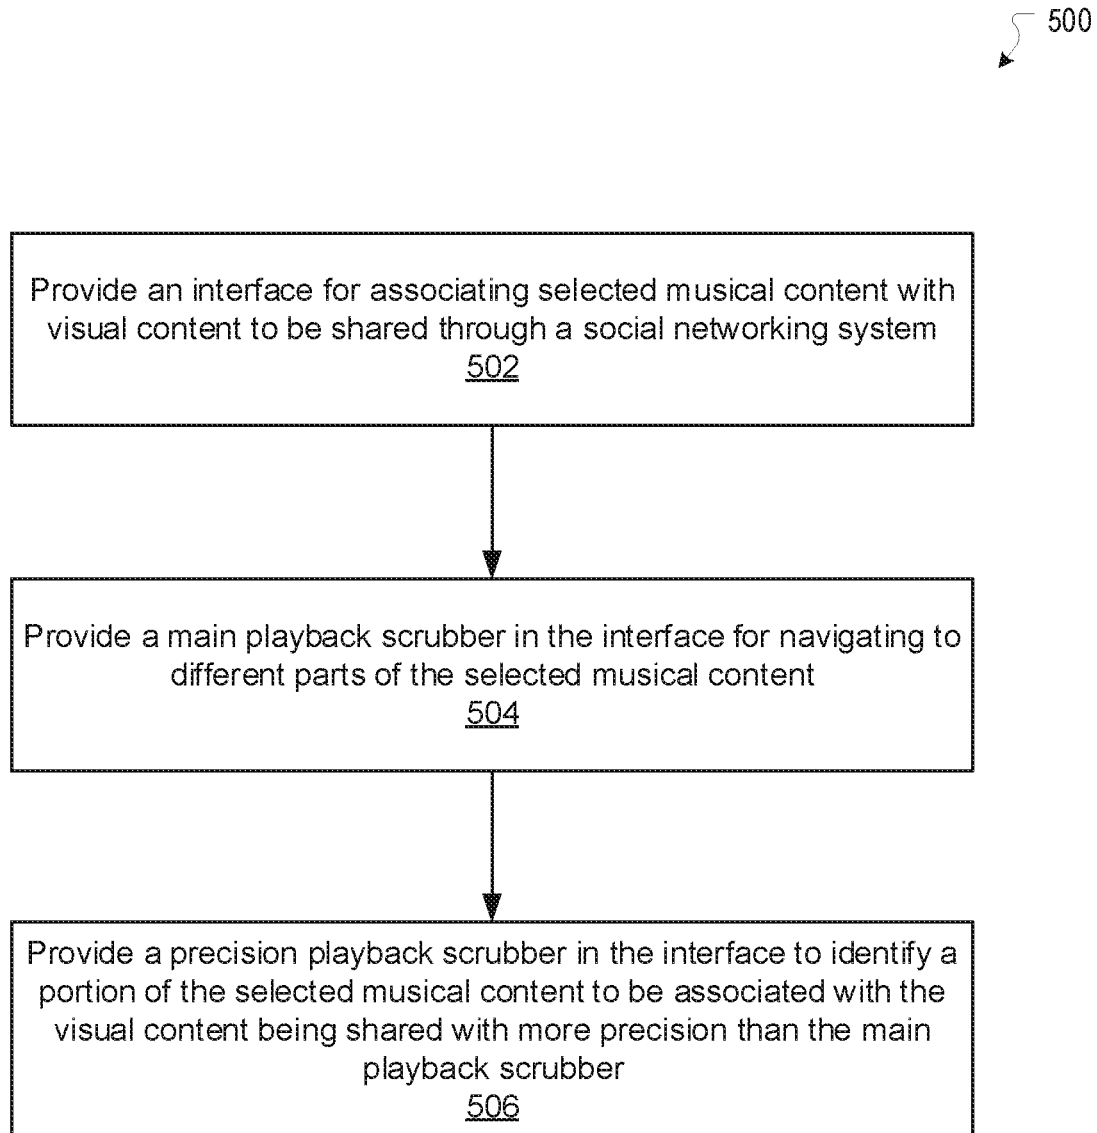 500
Provide an interface for associating selected musical content with
visual content to be shared through a social networking system
502
Provide a main playback scrubber in the interface for navigating to
different parts of the selected musical content
504
Provide a precision playback scrubber in the interface to identify a
portion of the selected musical content to be associated with the
visual content being shared with more precision than the main
playback scrubber
506